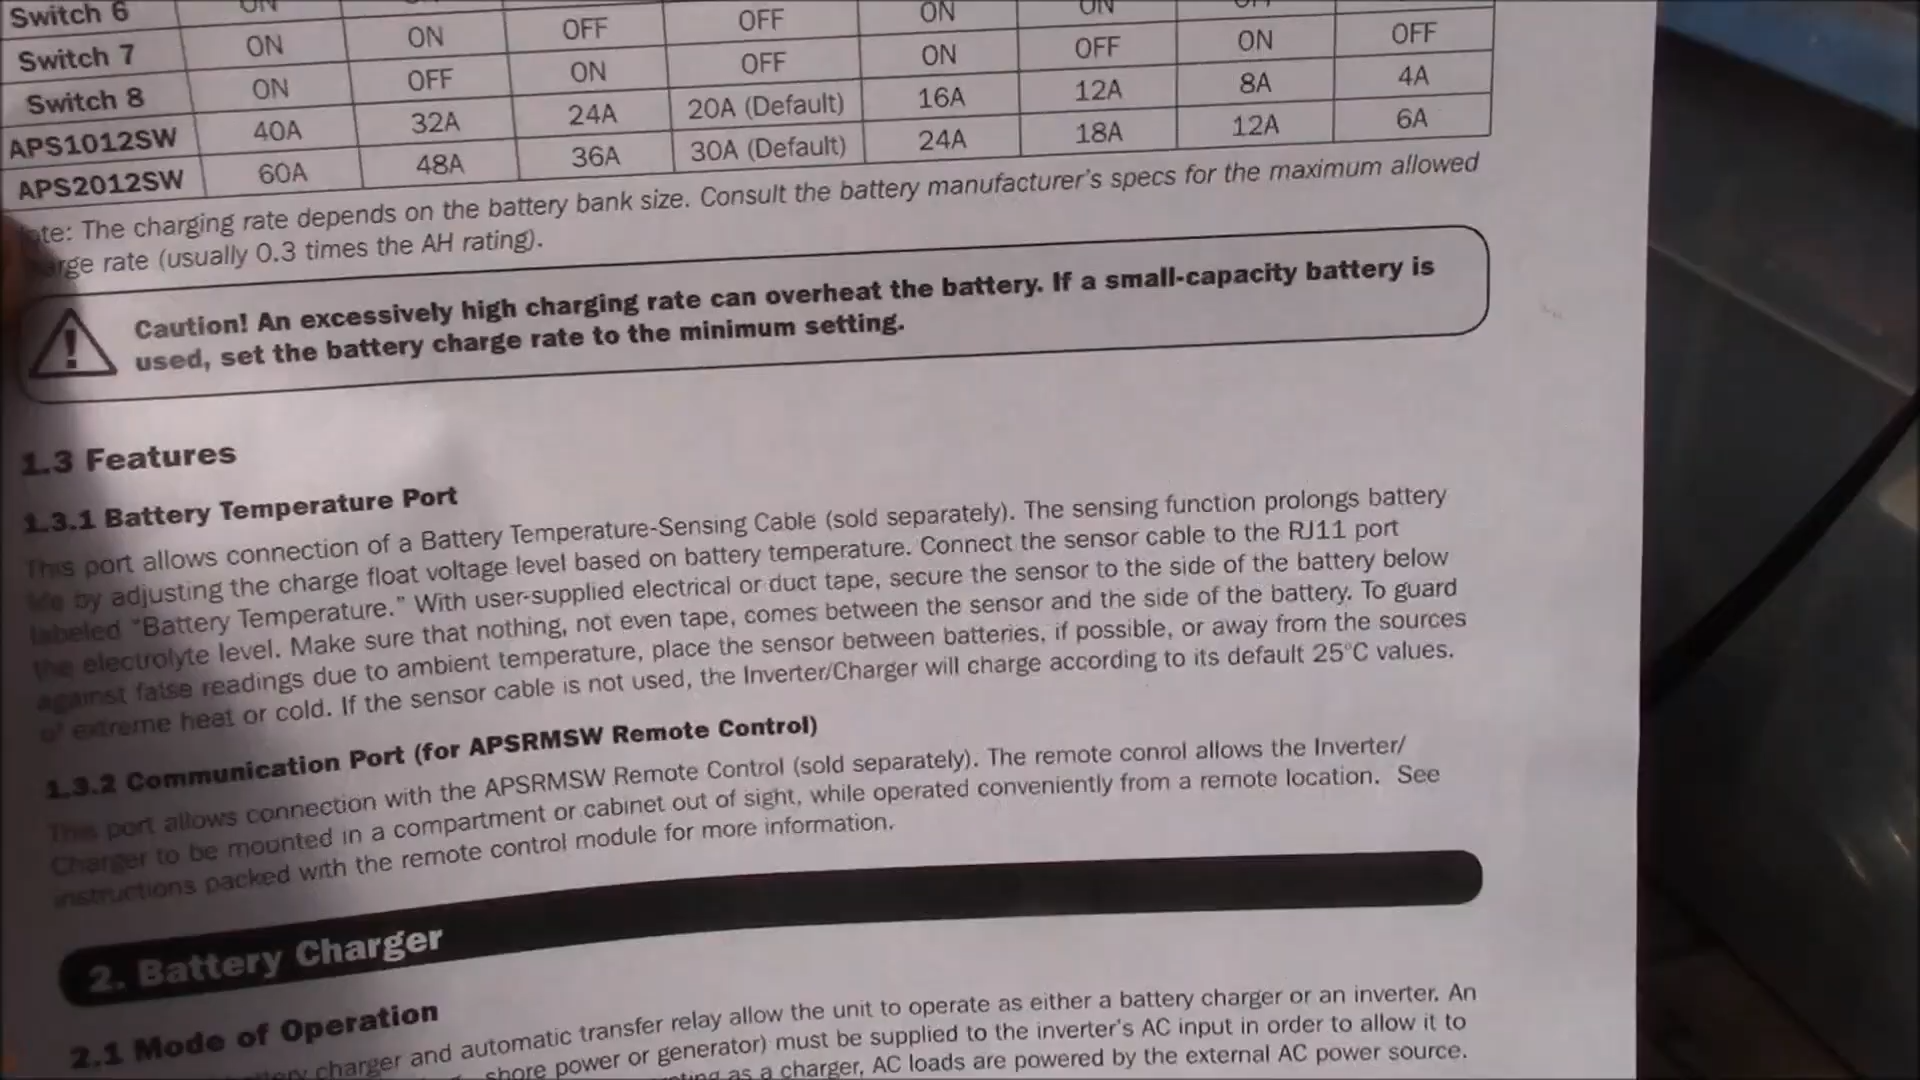 Switch 6 ON ON ON
Switch 7 ON ON OFF OFF ON OFF ON OFF
Switch 8 ON OFF ON OFF ON OFF ON OFF
APS1012SW 40A 32A 24A 20A (Default) 16A 12A 8A 4A
APS2012SW 60A 48A 36A 30A (Default) 24A 18A 12A 6A
The charging rate depends on the battery bank size. Consult the battery manufacturer's specs for the maximum allowed
rate (usually 0.3 times the AH rating).
Caution! An excessively high charging rate can overheat the battery. If a small-capacity battery is
used, set the battery charge rate to the minimum setting.
1.3 Features
1.3.1 Battery Temperature Port
This port allows connection of a Battery Temperature-Sensing Cable (sold separately). The sensing function prolongs battery
life by adjusting the charge float voltage level based on battery temperature. Connect the sensor cable to the RJ11 port
labeled "Battery Temperature." With user-supplied electrical or duct tape, secure the sensor to the side of the battery below
the electrolyte level. Make sure that nothing, not even tape, comes between the sensor and the side of the battery. To guard
against false readings due to ambient temperature, place the sensor between batteries, if possible, or away from the sources
of extreme heat or cold. If the sensor cable is not used, the Inverter/Charger will charge according to its default 25°C values.
1.3.2 Communication Port (for APSRMSW Remote Control)
This port allows connection with the APSRMSW Remote Control (sold separately). The remote conrol allows the Inverter/
Charger to be mounted in a compartment or cabinet out of sight, while operated conveniently from a remote location. See
instructions packed with the remote control module for more information.
2. Battery Charger
2.1 Mode of Operation
charger and automatic transfer relay allow the unit to operate as either a battery charger or an inverter. An
shore power or generator) must be supplied to the inverter's AC input in order to allow it to
as a charger, AC loads are powered by the external AC power source.